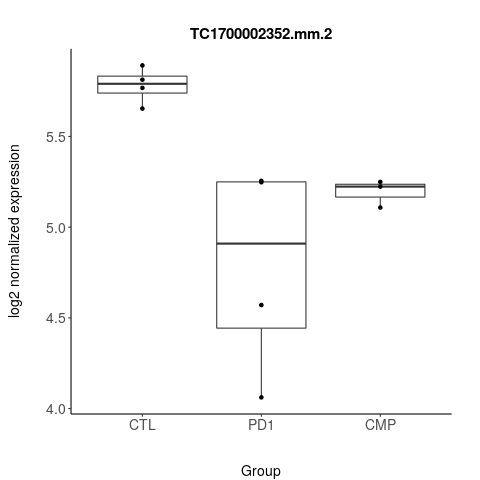 TC1700002352.mm.2
log2 normalized expression
5.5
5.0
4.5
4.0
CTL PD1 CMP
Group